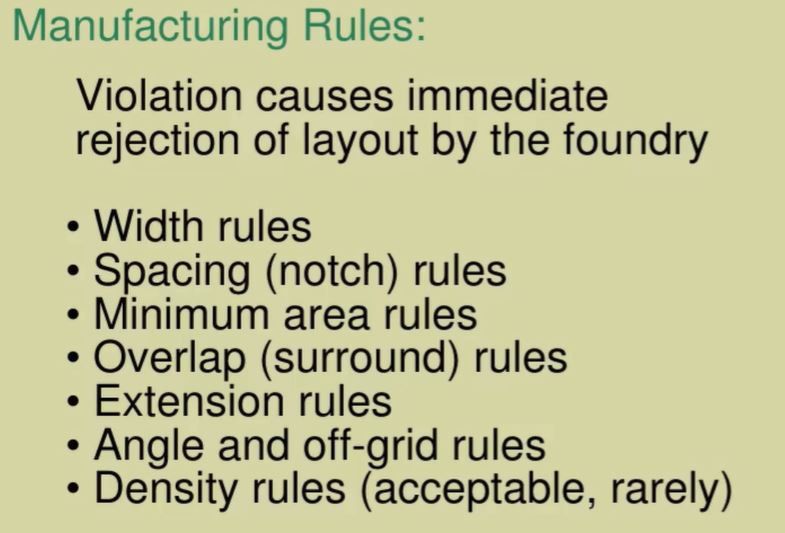 Manufacturing Rules:
Violation causes immediate
rejection of layout by the foundry
• Width rules
• Spacing (notch) rules
• Minimum area rules
• Overlap (surround) rules
• Extension rules
• Angle and off-grid rules
• Density rules (acceptable, rarely)